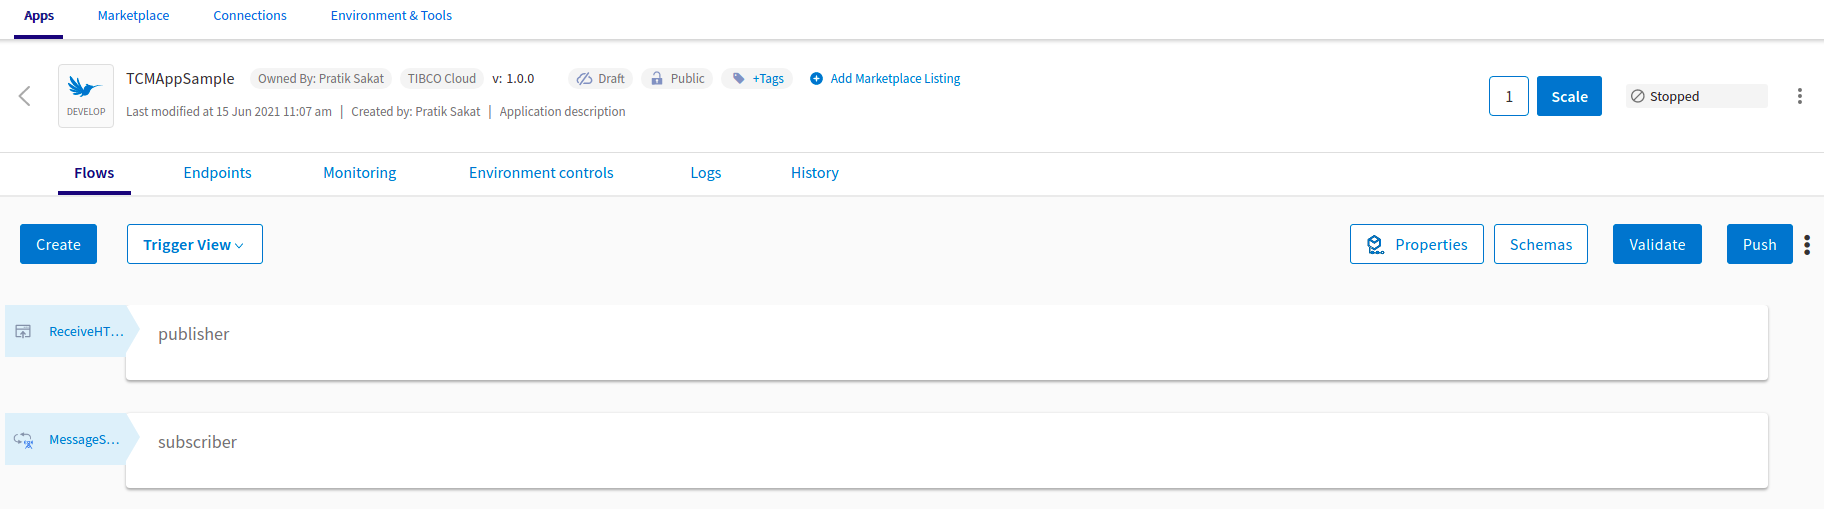 Apps Marketplace Connections Environment & Tools
TCMAppSample Owned By: Pratik Sakat TIBCO Cloud v: 1.0.0 Draft Public +Tags Add Marketplace Listing
DEVELOP
Last modified at 15 Jun 2021 11:07 am | Created by: Pratik Sakat | Application description
1 Scale Stopped
Flows Endpoints Monitoring Environment controls Logs History
Create Trigger View Properties Schemas Validate Push
ReceiveHT... publisher
MessageS... subscriber